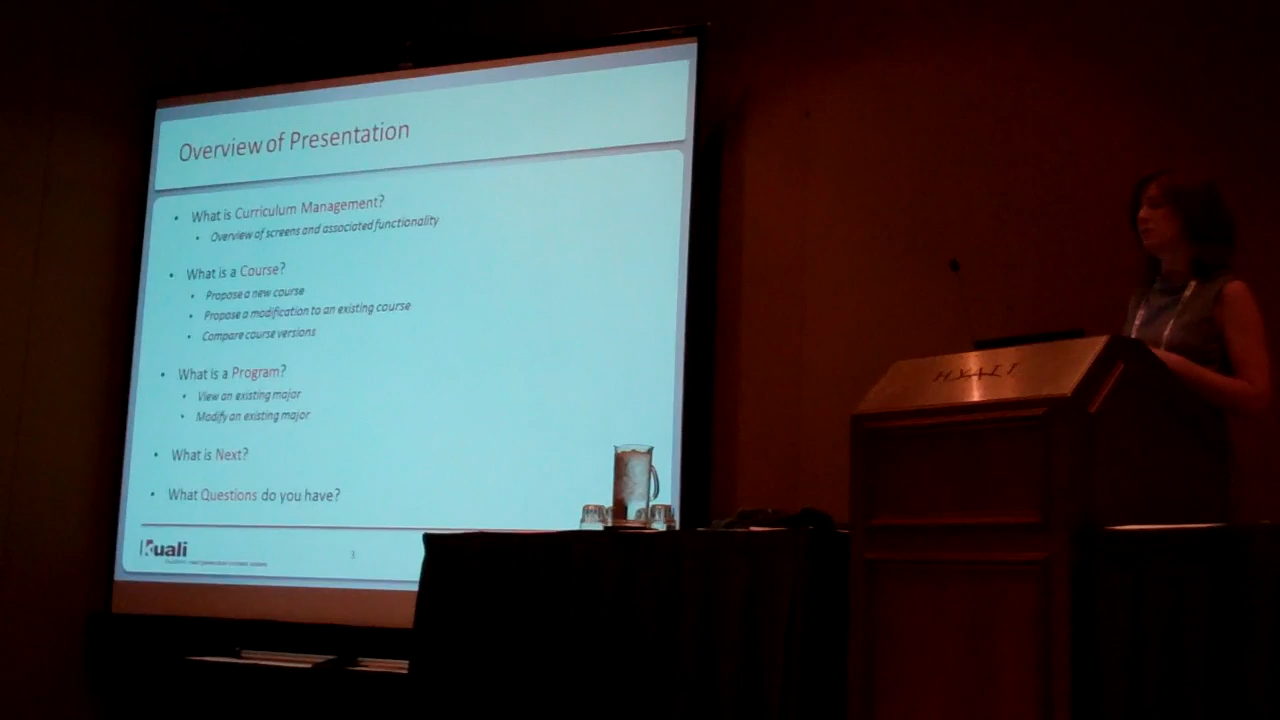 Overview of Presentation
• What is Curriculum Management?
• Overview of screens and associated functionality
• What is a Course?
• Propose a new course
• Propose a modification to an existing course
• Compare course versions
• What is a Program?
• View an existing major
• Modify an existing major
• What is Next?
• What Questions do you have?
Kuali
3
HYATT